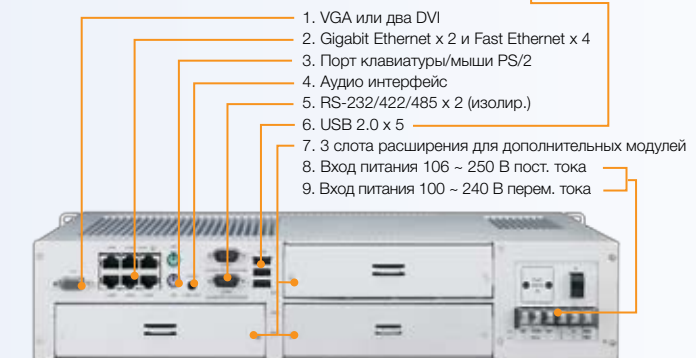 1. VGA или два DVI
2. Gigabit Ethernet x 2 и Fast Ethernet x 4
3. Порт клавиатуры/мыши PS/2
4. Аудио интерфейс
5. RS-232/422/485 x 2 (изолир.)
6. USB 2.0 x 5
7. 3 слота расширения для дополнительных модулей
8. Вход питания 106 ~ 250 В пост. тока
9. Вход питания 100 ~ 240 В перем. тока